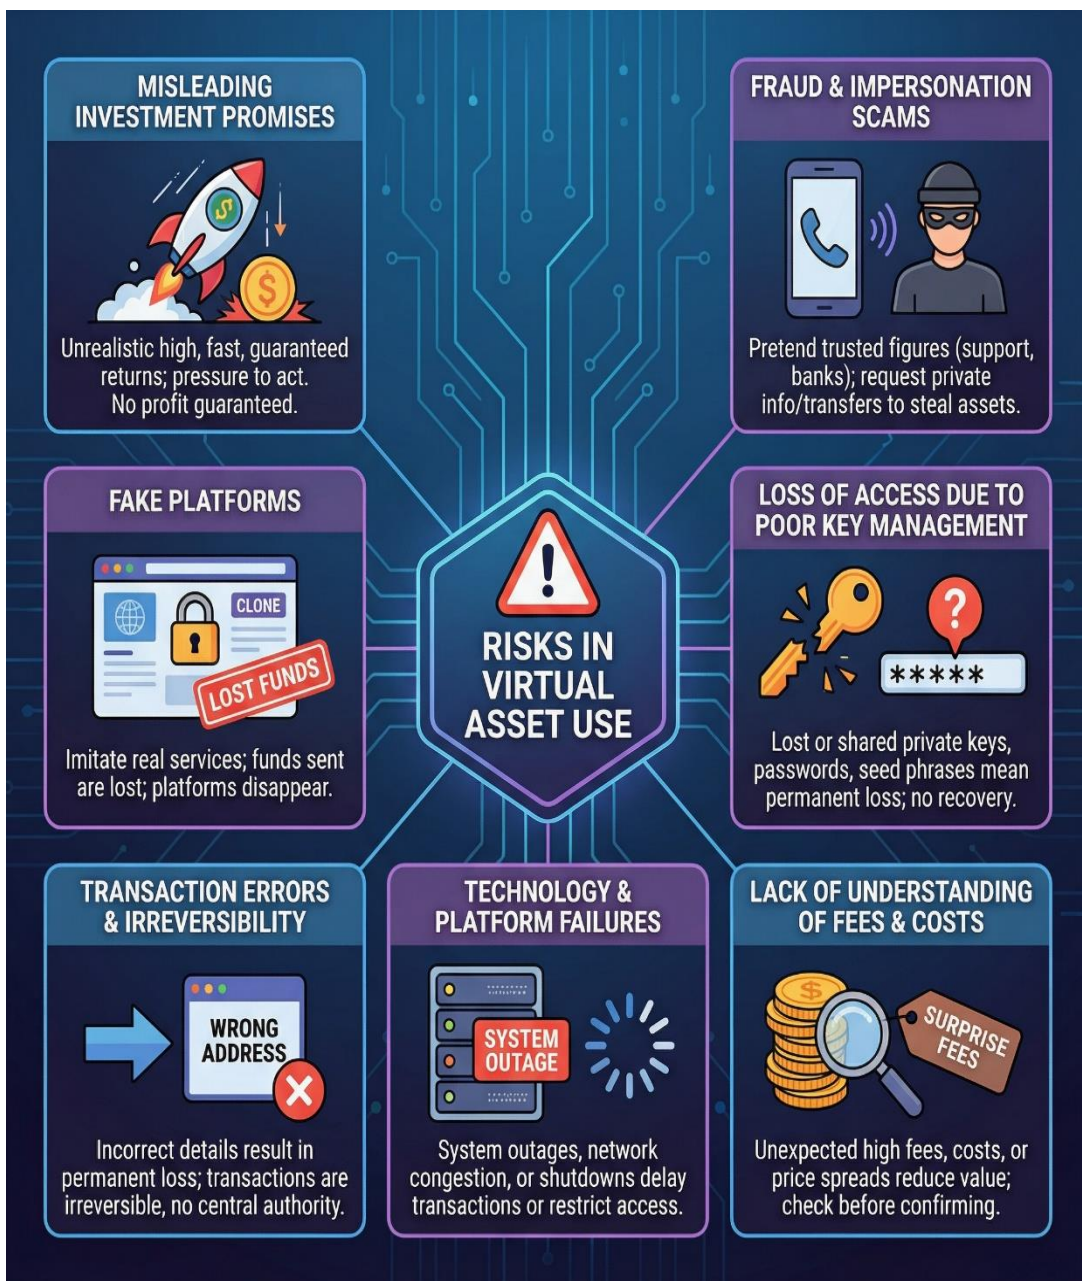 MISLEADING
INVESTMENT PROMISES
Unrealistic high, fast, guaranteed
returns; pressure to act.
No profit guaranteed.
FRAUD & IMPERSONATION
SCAMS
Pretend trusted figures (support,
banks); request private
info/transfers to steal assets.
FAKE PLATFORMS
CLONE
LOST FUNDS
Imitate real services; funds sent
are lost; platforms disappear.
RISKS IN
VIRTUAL
ASSET USE
LOSS OF ACCESS DUE TO
POOR KEY MANAGEMENT
?
*****
Lost or shared private keys,
passwords, seed phrases mean
permanent loss; no recovery.
TRANSACTION ERRORS
& IRREVERSIBILITY
WRONG
ADDRESS
Incorrect details result in
permanent loss; transactions are
irreversible, no central authority.
TECHNOLOGY &
PLATFORM FAILURES
SYSTEM
OUTAGE
System outages, network
congestion, or shutdowns delay
transactions or restrict access.
LACK OF UNDERSTANDING
OF FEES & COSTS
SURPRISE
FEES
Unexpected high fees, costs, or
price spreads reduce value;
check before confirming.